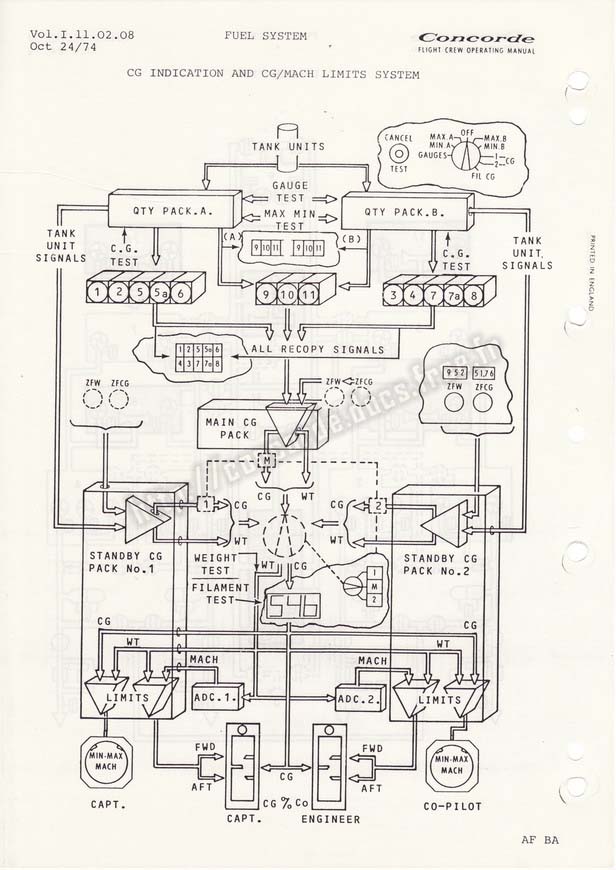 Vol.I.11.02.08
Oct 24/74
FUEL SYSTEM
Concorde
FLIGHT CREW OPERATING MANUAL
CG INDICATION AND CG/MACH LIMITS SYSTEM
TANK UNITS
CANCEL
TEST
MAX.A
OFF
MAX.B
MIN A
MIN.B
GAUGES
1
2
CG
FIL CG
GAUGE
TEST
MAX MIN
TEST
QTY PACK.A.
QTY PACK.B.
TANK
UNIT
SIGNALS
C.G.
TEST
(A)
9 10 11
9 10 11
(B)
C.G.
TEST
TANK
UNIT.
SIGNALS
PRINTED IN ENGLAND
1 2 5 5a 6
9 10 11
3 4 7 7a 8
1 2 5 5a 6
4 3 7 7a 8
ALL RECOPY SIGNALS
ZFW
ZFCG
ZFW
ZFCG
952
51,76
ZFW
ZFCG
MAIN CG
PACK
http://concorde.docs.free.fr
M
CG
WT
1
CG
WT
CG
2
WT
STANDBY CG
PACK No.1
STANDBY CG
PACK No.2
WEIGHT
TEST
WT
CG
FILAMENT
TEST
546
1
M
2
CG
WT
CG
WT
MACH
MACH
LIMITS
ADC.1.
ADC.2.
LIMITS
MIN-MAX
MACH
CAPT.
FWD
AFT
CG
FWD
AFT
MIN-MAX
MACH
CO-PILOT
CG % Co
CAPT.
ENGINEER
AF BA